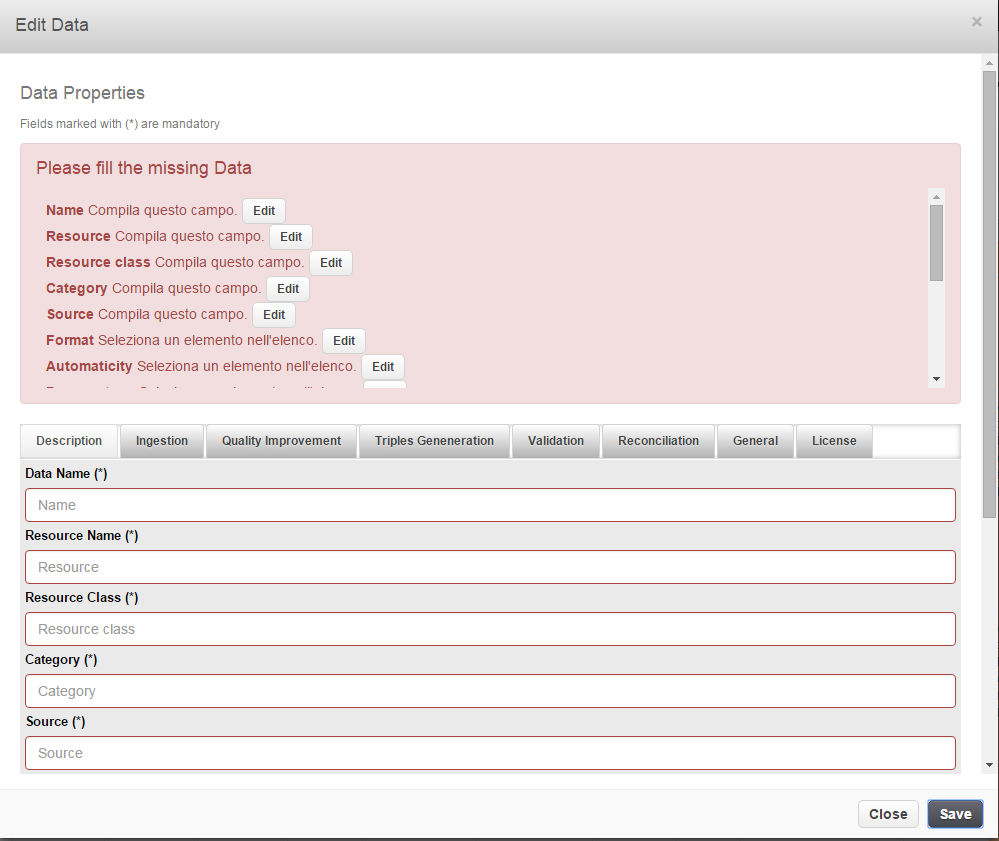 Edit Data ×
Data Properties
Fields marked with (*) are mandatory
Please fill the missing Data
Name Compila questo campo. Edit
Resource Compila questo campo. Edit
Resource class Compila questo campo. Edit
Category Compila questo campo. Edit
Source Compila questo campo. Edit
Format Seleziona un elemento nell'elenco. Edit
Automaticity Seleziona un elemento nell'elenco. Edit
Description Ingestion Quality Improvement Triples Geneneration Validation Reconciliation General License
Data Name (*)
Name
Resource Name (*)
Resource
Resource Class (*)
Resource class
Category (*)
Category
Source (*)
Source
Close Save